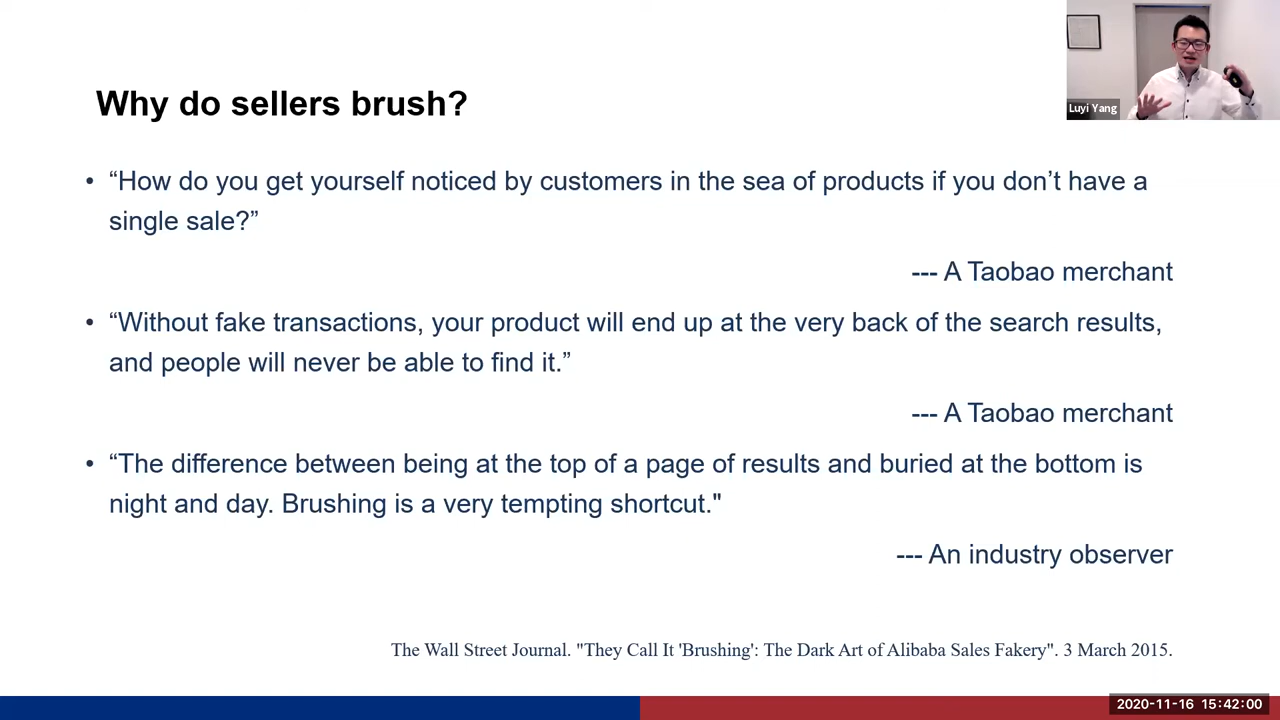 Luyi Yang
Why do sellers brush?
• “How do you get yourself noticed by customers in the sea of products if you don’t have a
single sale?”
--- A Taobao merchant
• “Without fake transactions, your product will end up at the very back of the search results,
and people will never be able to find it.”
--- A Taobao merchant
• “The difference between being at the top of a page of results and buried at the bottom is
night and day. Brushing is a very tempting shortcut."
--- An industry observer
The Wall Street Journal. "They Call It 'Brushing': The Dark Art of Alibaba Sales Fakery". 3 March 2015.
2020-11-16 15:42:00